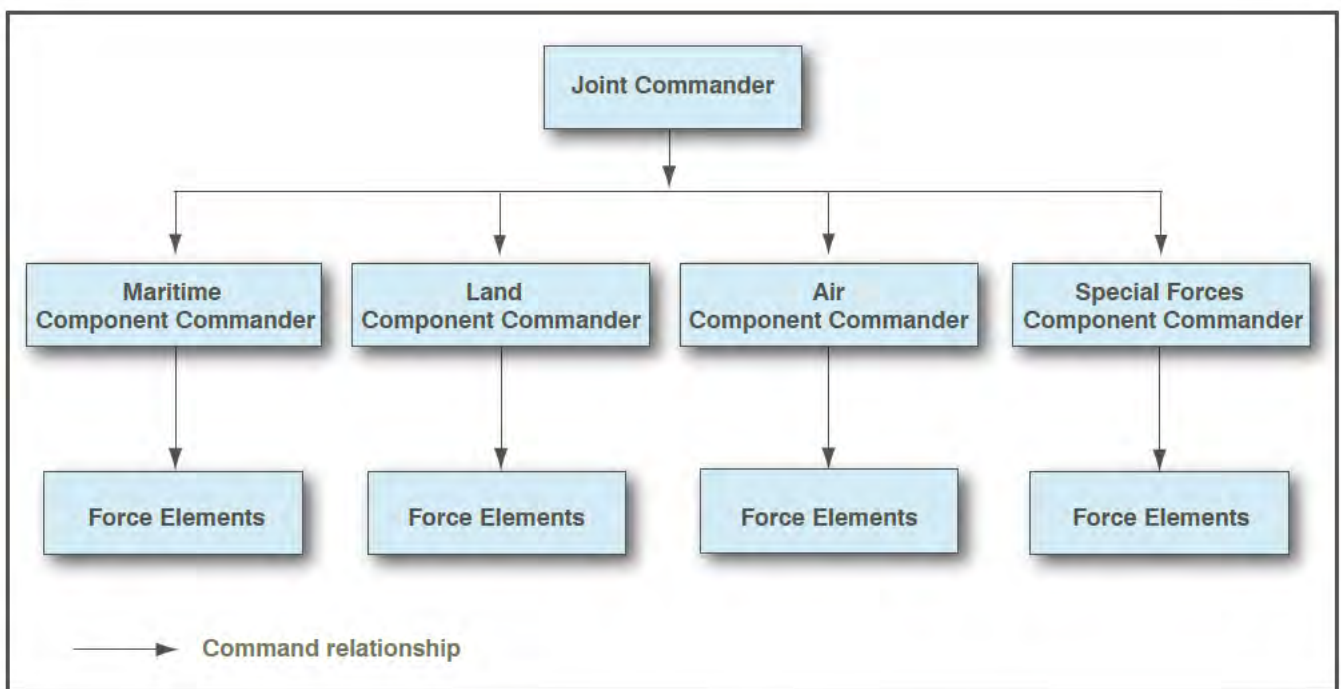 Joint Commander
Maritime
Component Commander
Land
Component Commander
Air
Component Commander
Special Forces
Component Commander
Force Elements
Force Elements
Force Elements
Force Elements
Command relationship